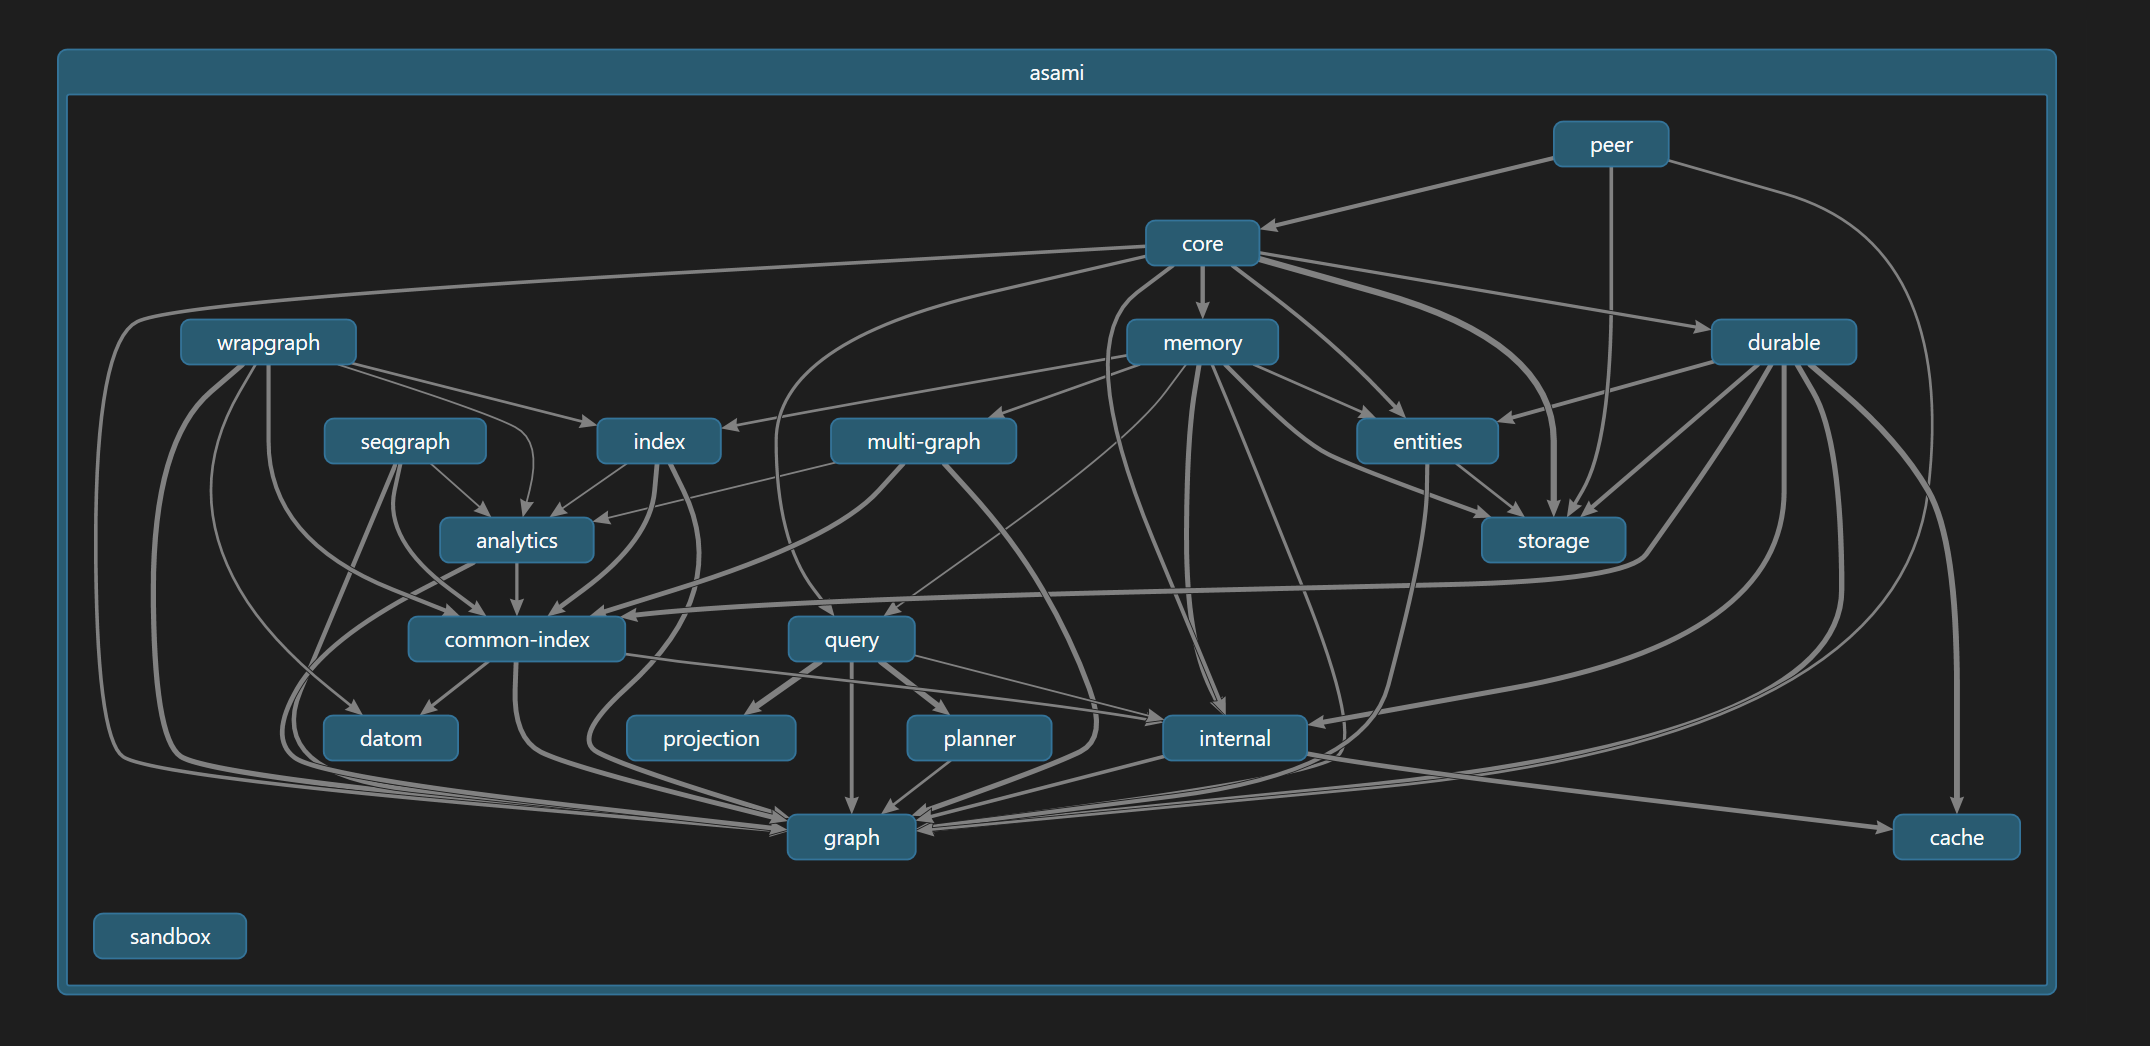 asami
peer
core
wrapgraph
memory
durable
seqgraph
index
multi-graph
entities
analytics
storage
common-index
query
datom
projection
planner
internal
graph
cache
sandbox